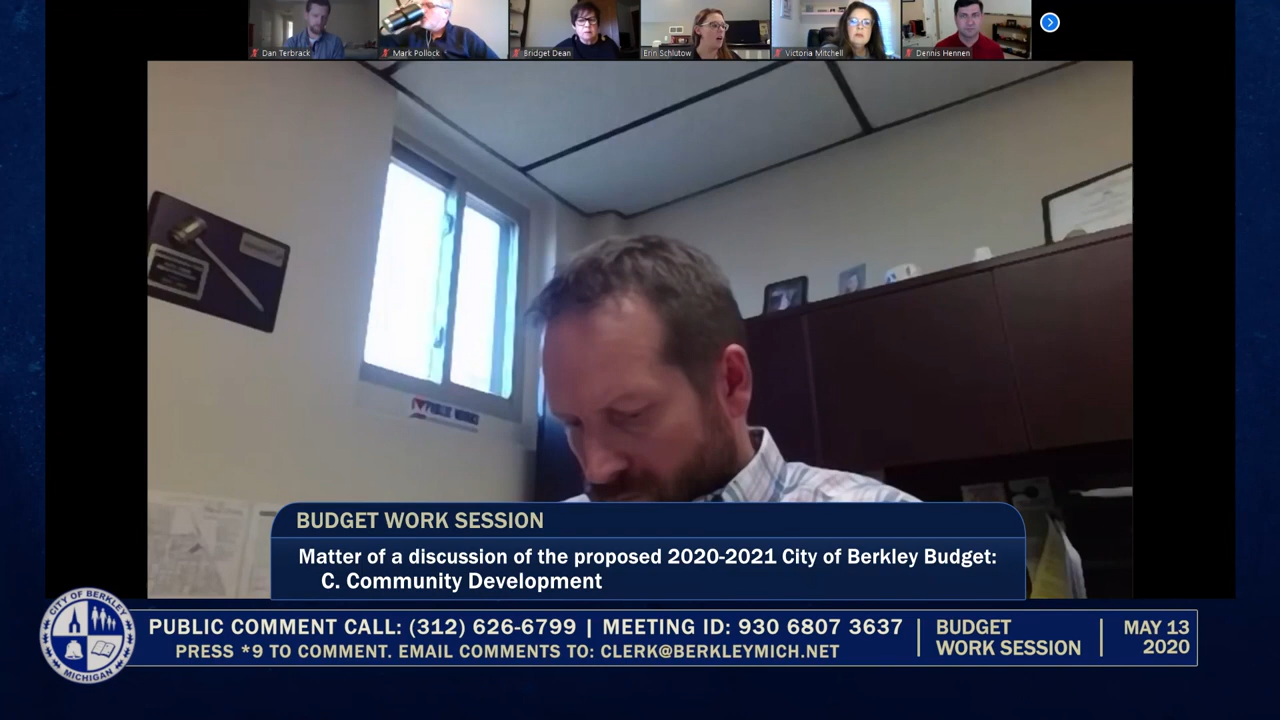 Dan Terbrack
Mark Pollock
Bridget Dean
Erin Schlutow
Victoria Mitchell
Dennis Hennen
PUBLIC WORKS
BUDGET WORK SESSION
Matter of a discussion of the proposed 2020-2021 City of Berkley Budget:
C. Community Development
CITY OF BERKLEY
MICHIGAN
PUBLIC COMMENT CALL: (312) 626-6799 | MEETING ID: 930 6807 3637
PRESS *9 TO COMMENT. EMAIL COMMENTS TO: CLERK@BERKLEYMICH.NET
BUDGET
WORK SESSION
MAY 13
2020